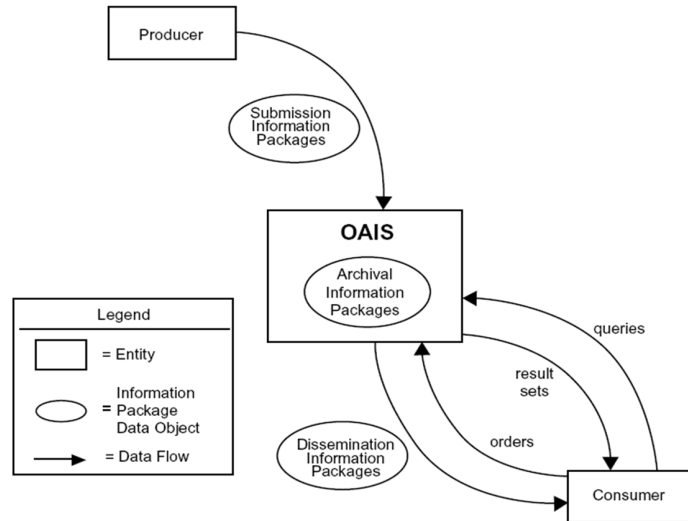 Producer
Submission
Information
Packages
OAIS
Archival
Information
Packages
queries
result
sets
orders
Dissemination
Information
Packages
Consumer
Legend
= Entity
Information
= Package
Data Object
= Data Flow